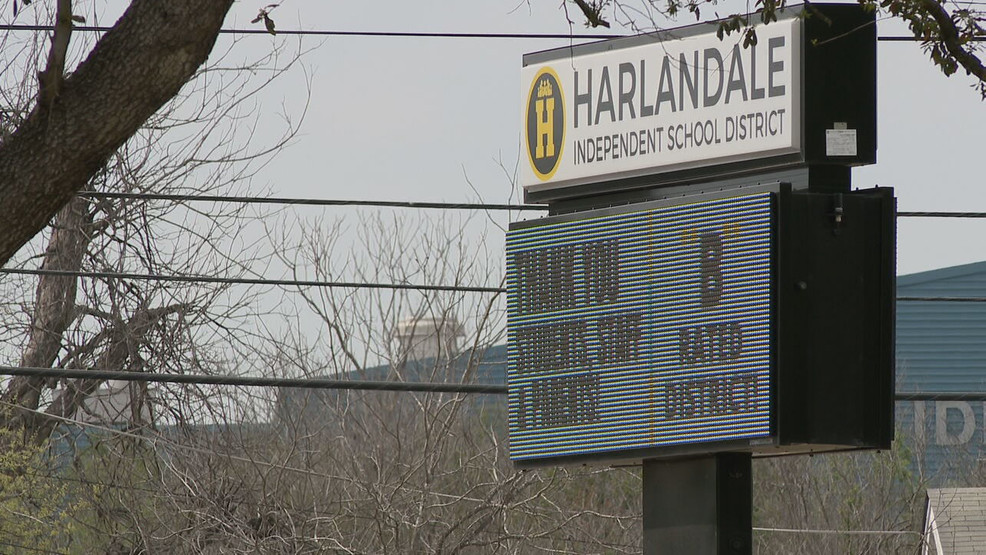 H
HARLANDALE
INDEPENDENT SCHOOL DISTRICT
THANK YOU
STUDENTS, STAFF
& PARENTS!
"B"
RATED
DISTRICT!